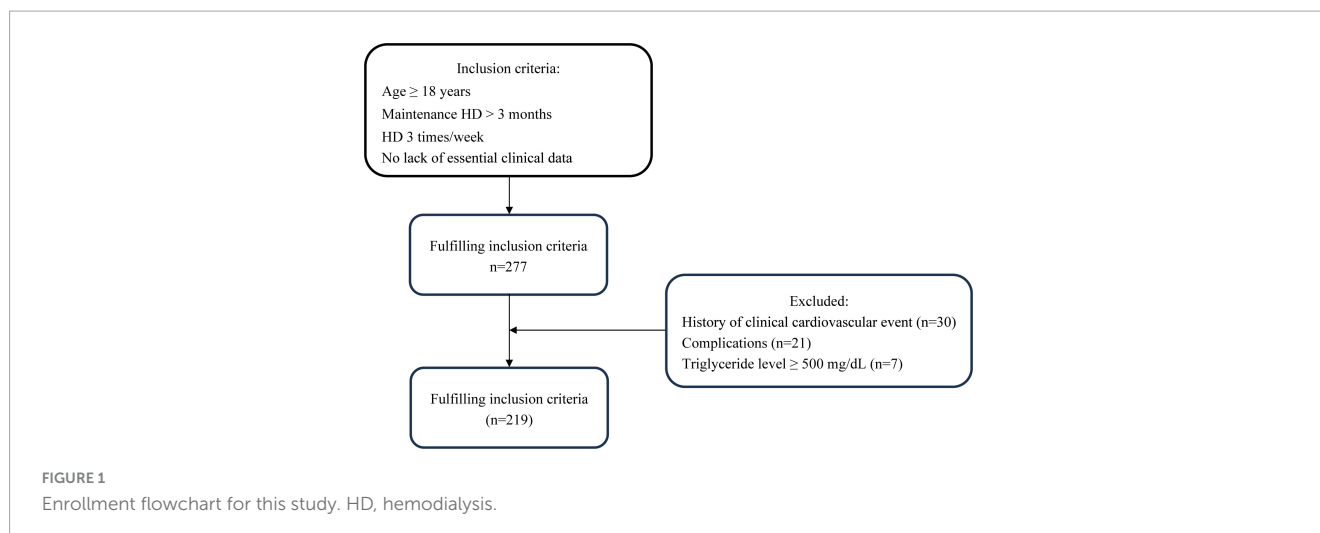 Inclusion criteria:
Age ≥ 18 years
Maintenance HD > 3 months
HD 3 times/week
No lack of essential clinical data
Fulfilling inclusion criteria
n=277
Excluded:
History of clinical cardiovascular event (n=30)
Complications (n=21)
Triglyceride level ≥ 500 mg/dL (n=7)
Fulfilling inclusion criteria
(n=219)
FIGURE 1
Enrollment flowchart for this study. HD, hemodialysis.